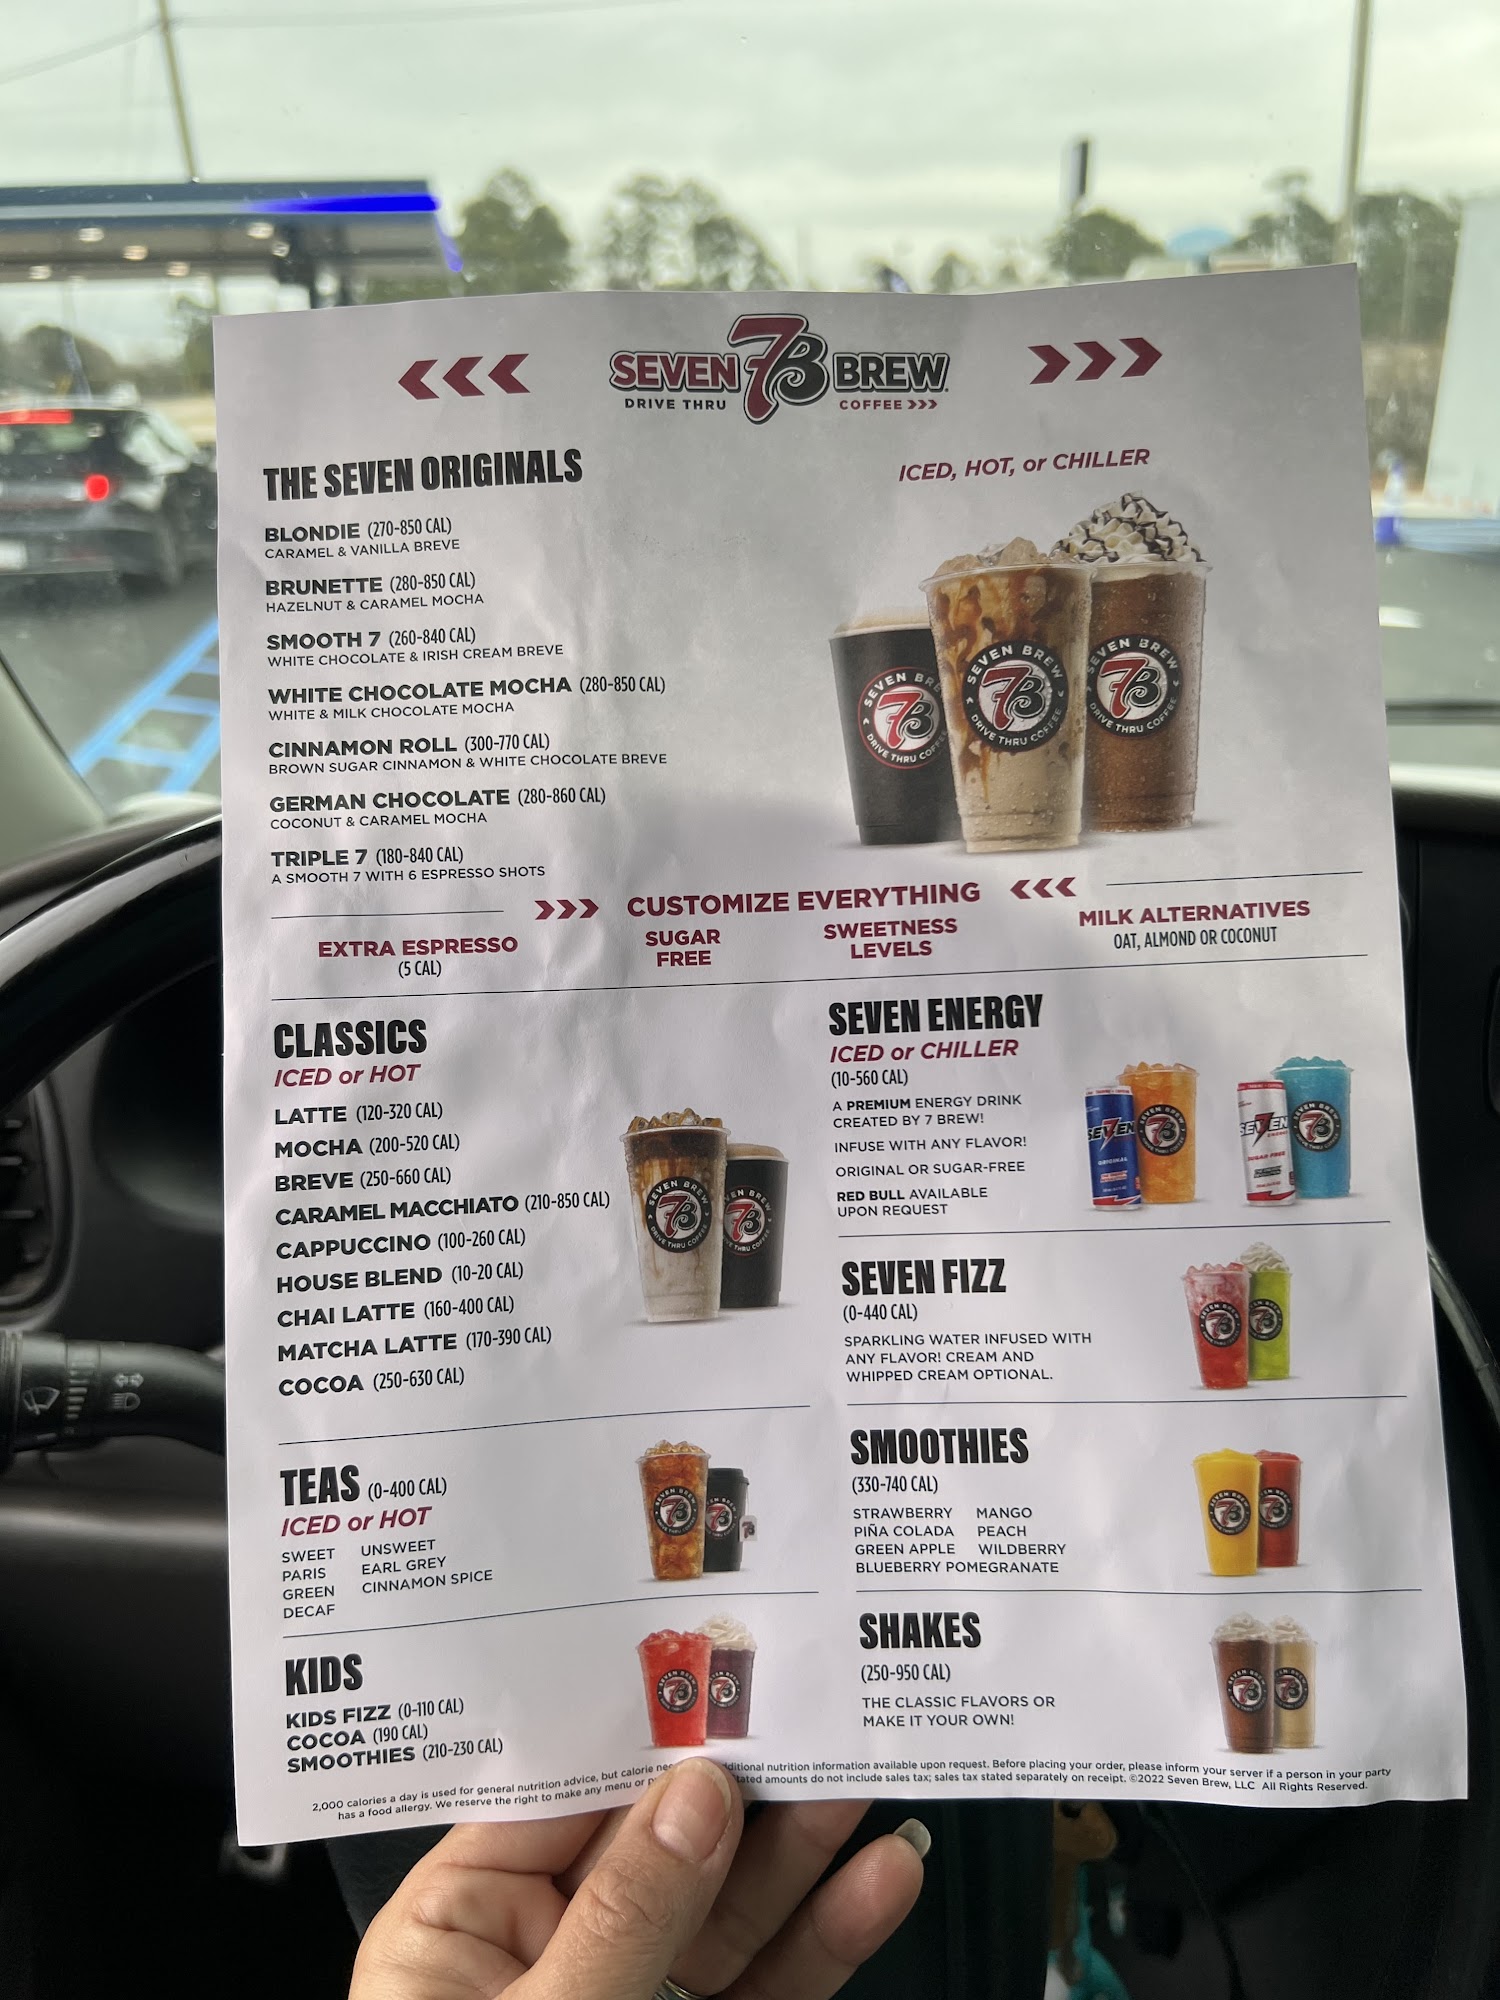 <<< SEVEN 7B BREW >>>
DRIVE THRU COFFEE >>>
THE SEVEN ORIGINALS
ICED, HOT, or CHILLER
BLONDIE (270-850 CAL)
CARAMEL & VANILLA BREVE
BRUNETTE (280-850 CAL)
HAZELNUT & CARAMEL MOCHA
SMOOTH 7 (260-840 CAL)
WHITE CHOCOLATE & IRISH CREAM BREVE
WHITE CHOCOLATE MOCHA (280-850 CAL)
WHITE & MILK CHOCOLATE MOCHA
CINNAMON ROLL (300-770 CAL)
BROWN SUGAR CINNAMON & WHITE CHOCOLATE BREVE
GERMAN CHOCOLATE (280-860 CAL)
COCONUT & CARAMEL MOCHA
TRIPLE 7 (180-840 CAL)
A SMOOTH 7 WITH 6 ESPRESSO SHOTS
SEVEN BREW
7B
DRIVE THRU COFFEE
>>> CUSTOMIZE EVERYTHING <<<
EXTRA ESPRESSO
(5 CAL)
SUGAR
FREE
SWEETNESS
LEVELS
MILK ALTERNATIVES
OAT, ALMOND OR COCONUT
CLASSICS
ICED or HOT
LATTE (120-320 CAL)
MOCHA (200-520 CAL)
BREVE (250-660 CAL)
CARAMEL MACCHIATO (210-850 CAL)
CAPPUCCINO (100-260 CAL)
HOUSE BLEND (10-20 CAL)
CHAI LATTE (160-400 CAL)
MATCHA LATTE (170-390 CAL)
COCOA (250-630 CAL)
TEAS (0-400 CAL)
ICED or HOT
SWEET UNSWEET
PARIS EARL GREY
GREEN CINNAMON SPICE
DECAF
KIDS
KIDS FIZZ (0-110 CAL)
COCOA (190 CAL)
SMOOTHIES (210-230 CAL)
SEVEN ENERGY
ICED or CHILLER
(10-560 CAL)
A PREMIUM ENERGY DRINK
CREATED BY 7 BREW!
INFUSE WITH ANY FLAVOR!
ORIGINAL OR SUGAR-FREE
RED BULL AVAILABLE
UPON REQUEST
SEVEN
ORIGINAL
SEVEN
ENERGY
SUGAR FREE
SEVEN FIZZ
(0-440 CAL)
SPARKLING WATER INFUSED WITH
ANY FLAVOR! CREAM AND
WHIPPED CREAM OPTIONAL.
SMOOTHIES
(330-740 CAL)
STRAWBERRY MANGO
PIÑA COLADA PEACH
GREEN APPLE WILDBERRY
BLUEBERRY POMEGRANATE
SHAKES
(250-950 CAL)
THE CLASSIC FLAVORS OR
MAKE IT YOUR OWN!
2,000 calories a day is used for general nutrition advice, but calorie additional nutrition information available upon request. Before placing your order, please inform your server if a person in your party
has a food allergy. We reserve the right to make any menu or stated amounts do not include sales tax; sales tax stated separately on receipt. ©2022 Seven Brew, LLC All Rights Reserved.